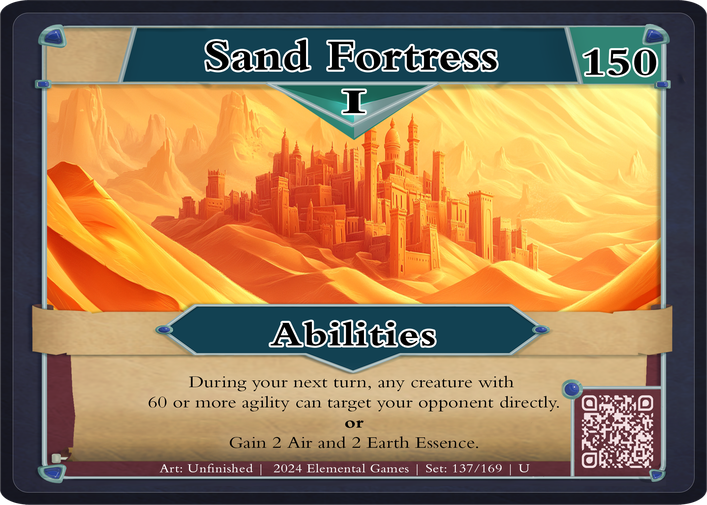 Sand Fortress
150
I
Abilities
During your next turn, any creature with
60 or more agility can target your opponent directly.
or
Gain 2 Air and 2 Earth Essence.
Art: Unfinished | 2024 Elemental Games | Set: 137/169 | U